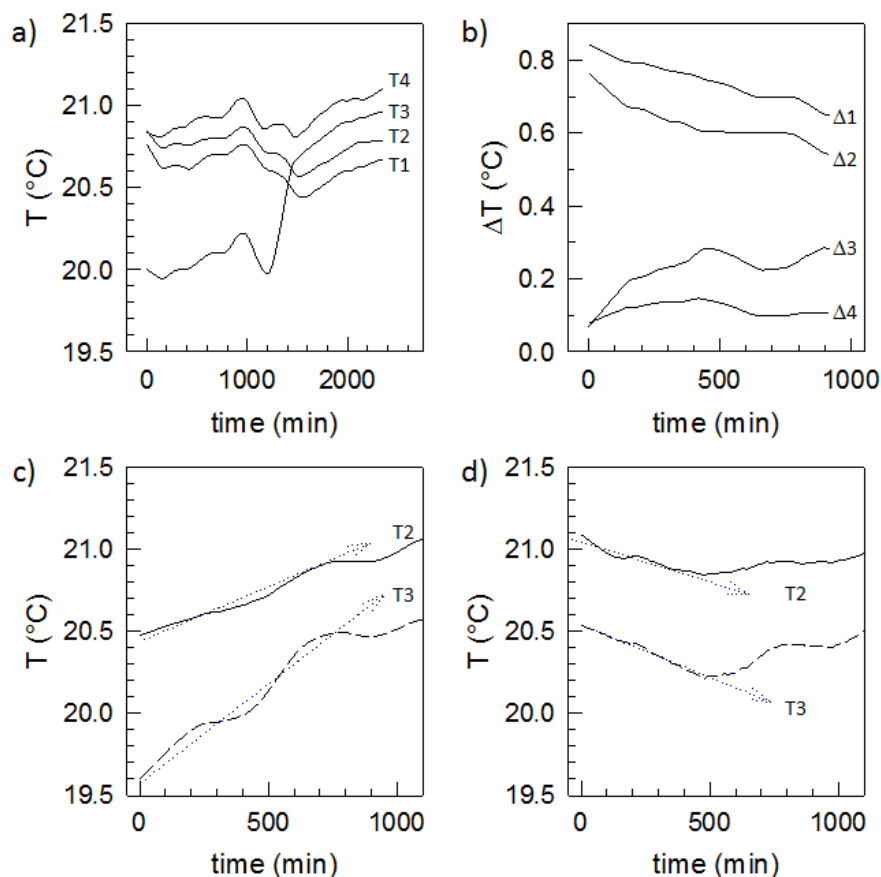 a)
T (°C)
21.5
21.0
20.5
20.0
19.5
T4
T3
T2
T1
0 1000 2000
time (min)
b)
ΔT (°C)
0.8
0.6
0.4
0.2
0.0
Δ1
Δ2
Δ3
Δ4
0 500 1000
time (min)
c)
T (°C)
21.5
21.0
20.5
20.0
19.5
T2
T3
0 500 1000
time (min)
d)
T (°C)
21.5
21.0
20.5
20.0
19.5
T2
T3
0 500 1000
time (min)